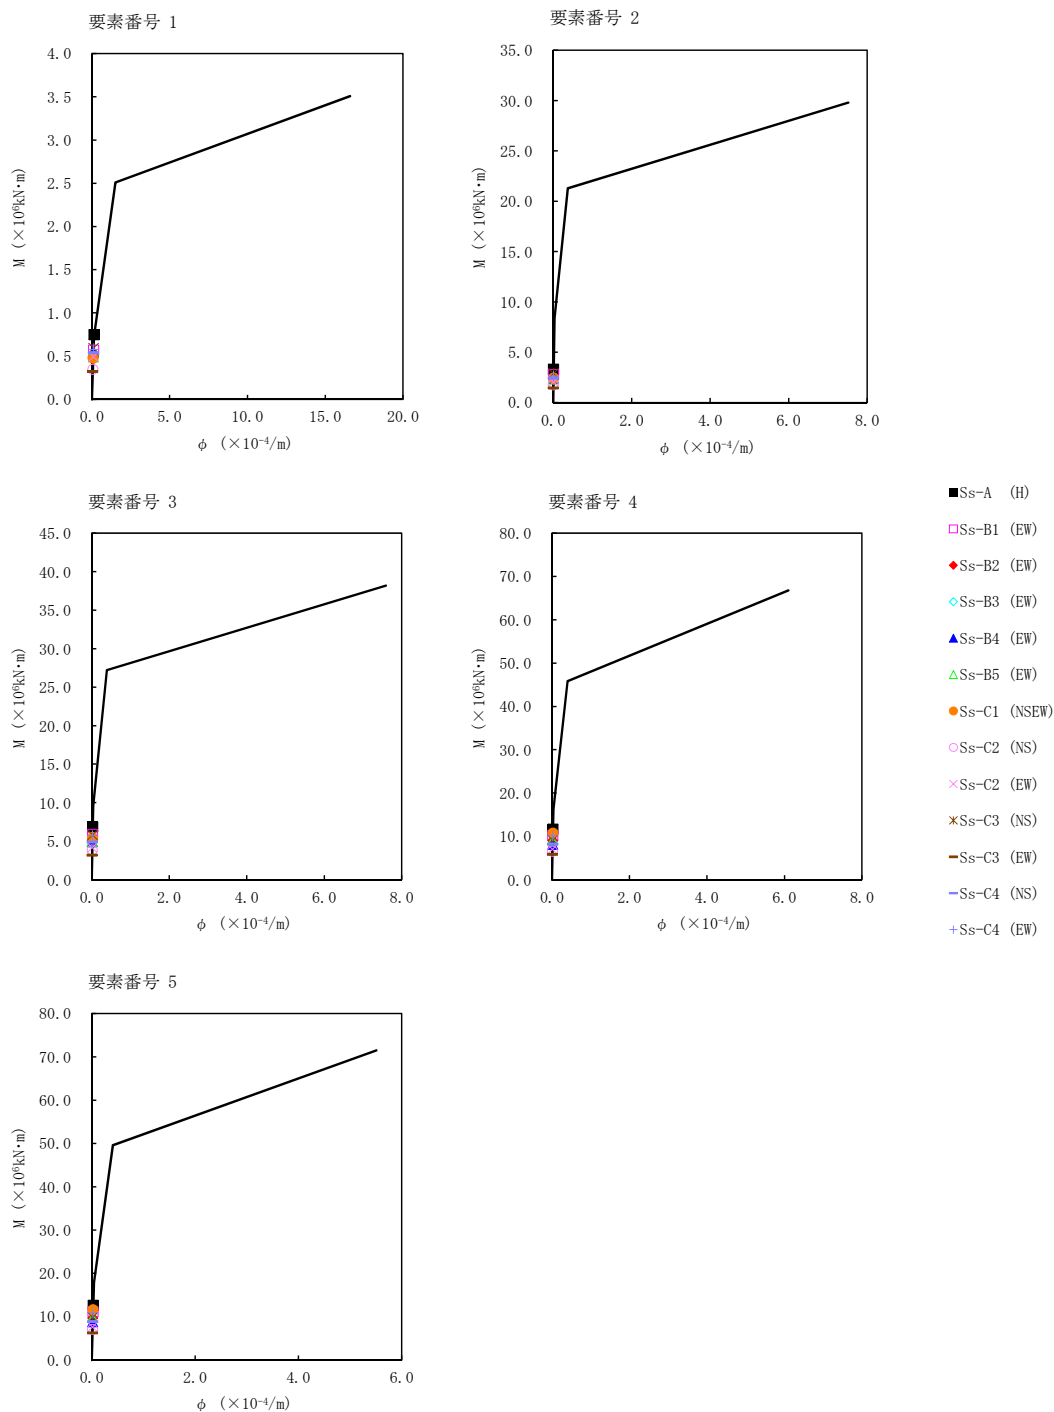 要素番号 1
4.0
3.5
3.0
2.5
2.0
1.5
1.0
0.5
0.0
M (×10⁶kN·m)
0.0 5.0 10.0 15.0 20.0
φ (×10⁻⁴/m)
要素番号 2
35.0
30.0
25.0
20.0
15.0
10.0
5.0
0.0
M (×10⁶kN·m)
0.0 2.0 4.0 6.0 8.0
φ (×10⁻⁴/m)
要素番号 3
45.0
40.0
35.0
30.0
25.0
20.0
15.0
10.0
5.0
0.0
M (×10⁶kN·m)
0.0 2.0 4.0 6.0 8.0
φ (×10⁻⁴/m)
要素番号 4
80.0
70.0
60.0
50.0
40.0
30.0
20.0
10.0
0.0
M (×10⁶kN·m)
0.0 2.0 4.0 6.0 8.0
φ (×10⁻⁴/m)
Ss-A (H)
Ss-B1 (EW)
Ss-B2 (EW)
Ss-B3 (EW)
Ss-B4 (EW)
Ss-B5 (EW)
Ss-C1 (NSEW)
Ss-C2 (NS)
Ss-C2 (EW)
Ss-C3 (NS)
Ss-C3 (EW)
Ss-C4 (NS)
Ss-C4 (EW)
要素番号 5
80.0
70.0
60.0
50.0
40.0
30.0
20.0
10.0
0.0
M (×10⁶kN·m)
0.0 2.0 4.0 6.0
φ (×10⁻⁴/m)